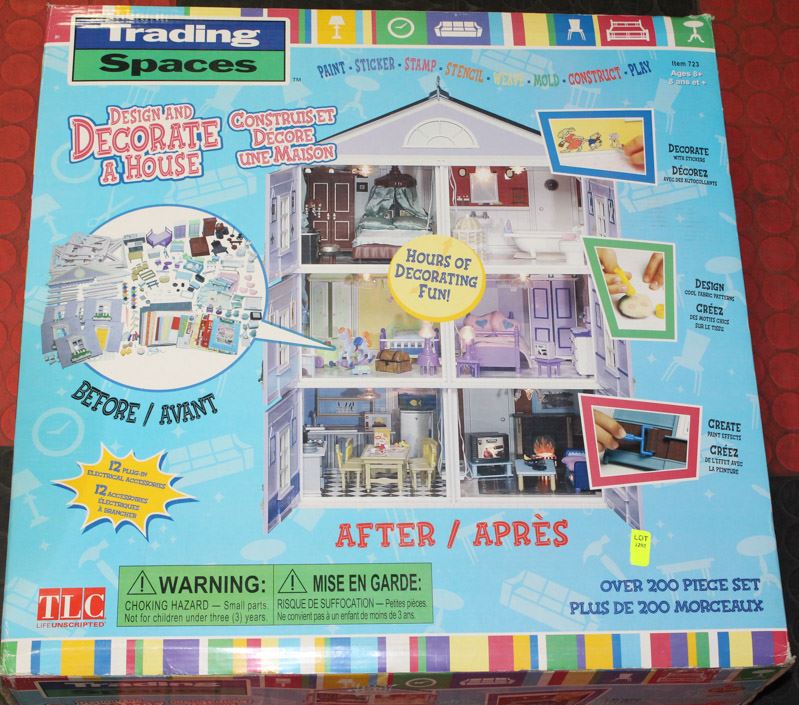 Trading
Spaces
TM
PAINT - STICKER - STAMP - STENCIL - WEAVE - MOLD - CONSTRUCT - PLAY
Item 723
Ages 8+
8 ans et +
DESIGN AND
DECORATE
A HOUSE
CONSTRUIS ET
DÉCORE
UNE MAISON
DECORATE
WITH STICKERS
DÉCOREZ
AVEC DES AUTOCOLLANTS
HOURS OF
DECORATING
FUN!
DESIGN
COOL FABRIC PATTERNS
CRÉEZ
DES MOTIFS CHICS
SUR LE TISSU
BEFORE / AVANT
CREATE
PAINT EFFECTS
CRÉEZ
DE L'EFFET AVEC
LA PEINTURE
12 PLUG-IN
ELECTRICAL ACCESSORIES
12 ACCESSOIRES
ÉLECTRIQUES
À BRANCHER
AFTER / APRÈS
LOT
TLC
LIFEUNSCRIPTED
WARNING:
CHOKING HAZARD — Small parts.
Not for children under three (3) years.
MISE EN GARDE:
RISQUE DE SUFFOCATION — Petites pièces.
Ne convient pas à un enfant de moins de 3 ans.
OVER 200 PIECE SET
PLUS DE 200 MORCEAUX
Trading
Spaces